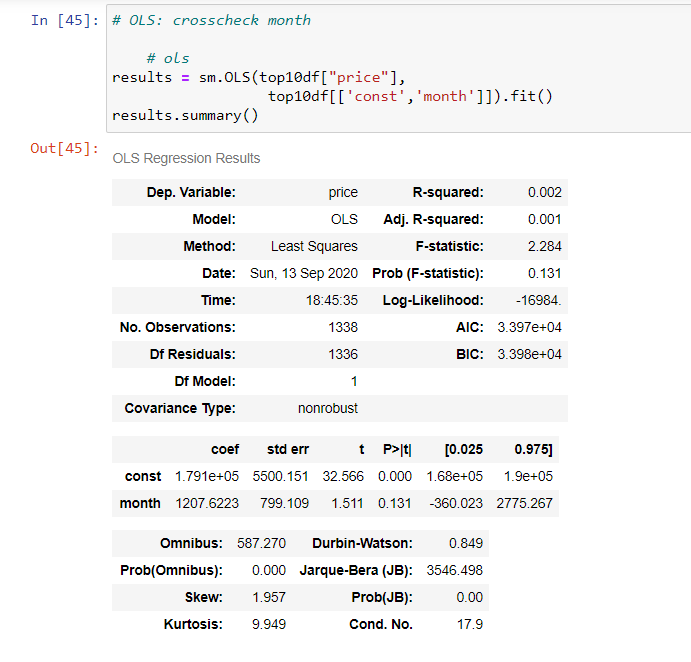 In [45]: # OLS: crosscheck month
# ols
results = sm.OLS(top10df["price"],
top10df[['const','month']]).fit()
results.summary()
Out[45]: OLS Regression Results
Dep. Variable: price R-squared: 0.002
Model: OLS Adj. R-squared: 0.001
Method: Least Squares F-statistic: 2.284
Date: Sun, 13 Sep 2020 Prob (F-statistic): 0.131
Time: 18:45:35 Log-Likelihood: -16984.
No. Observations: 1338 AIC: 3.397e+04
Df Residuals: 1336 BIC: 3.398e+04
Df Model: 1
Covariance Type: nonrobust
coef std err t P>|t| [0.025 0.975]
const 1.791e+05 5500.151 32.566 0.000 1.68e+05 1.9e+05
month 1207.6223 799.109 1.511 0.131 -360.023 2775.267
Omnibus: 587.270 Durbin-Watson: 0.849
Prob(Omnibus): 0.000 Jarque-Bera (JB): 3546.498
Skew: 1.957 Prob(JB): 0.00
Kurtosis: 9.949 Cond. No. 17.9